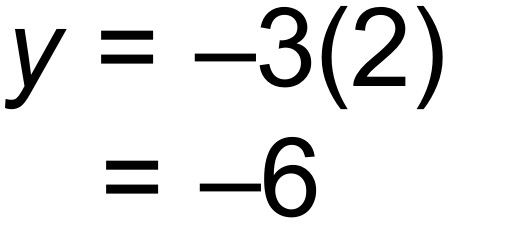 y = –3(2)
= –6